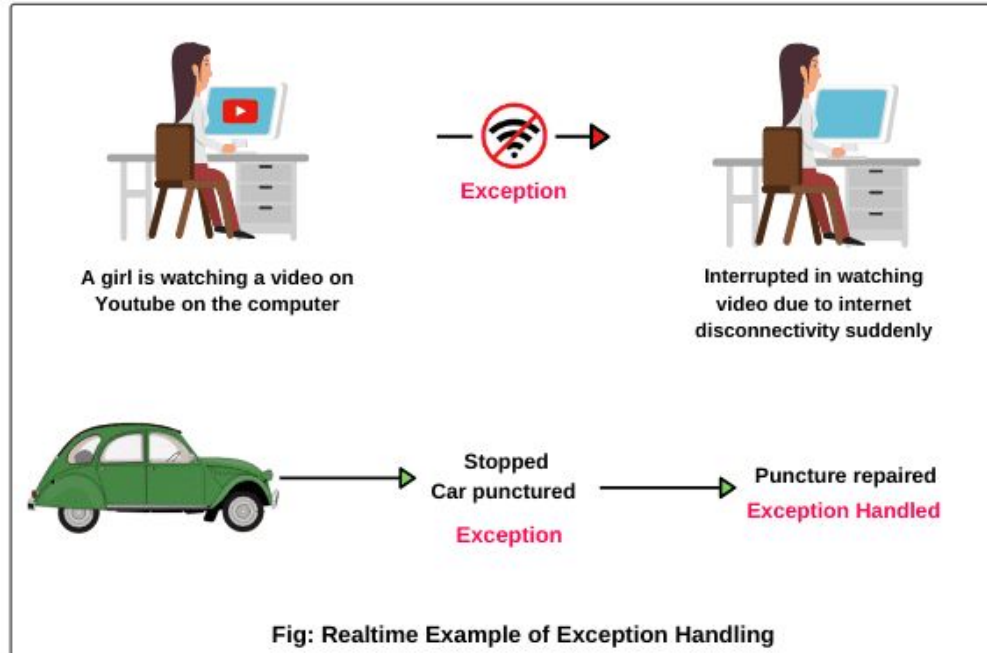 Exception
A girl is watching a video on
Youtube on the computer
Interrupted in watching
video due to internet
disconnectivity suddenly
Stopped
Car punctured
Exception
Puncture repaired
Exception Handled
Fig: Realtime Example of Exception Handling